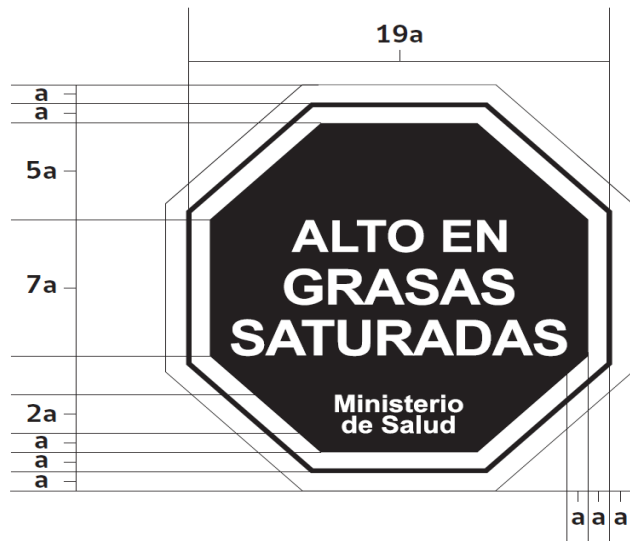 19a
a
a
5a
7a
2a
a
a
a
ALTO EN
GRASAS
SATURADAS
Ministerio
de Salud
a a a